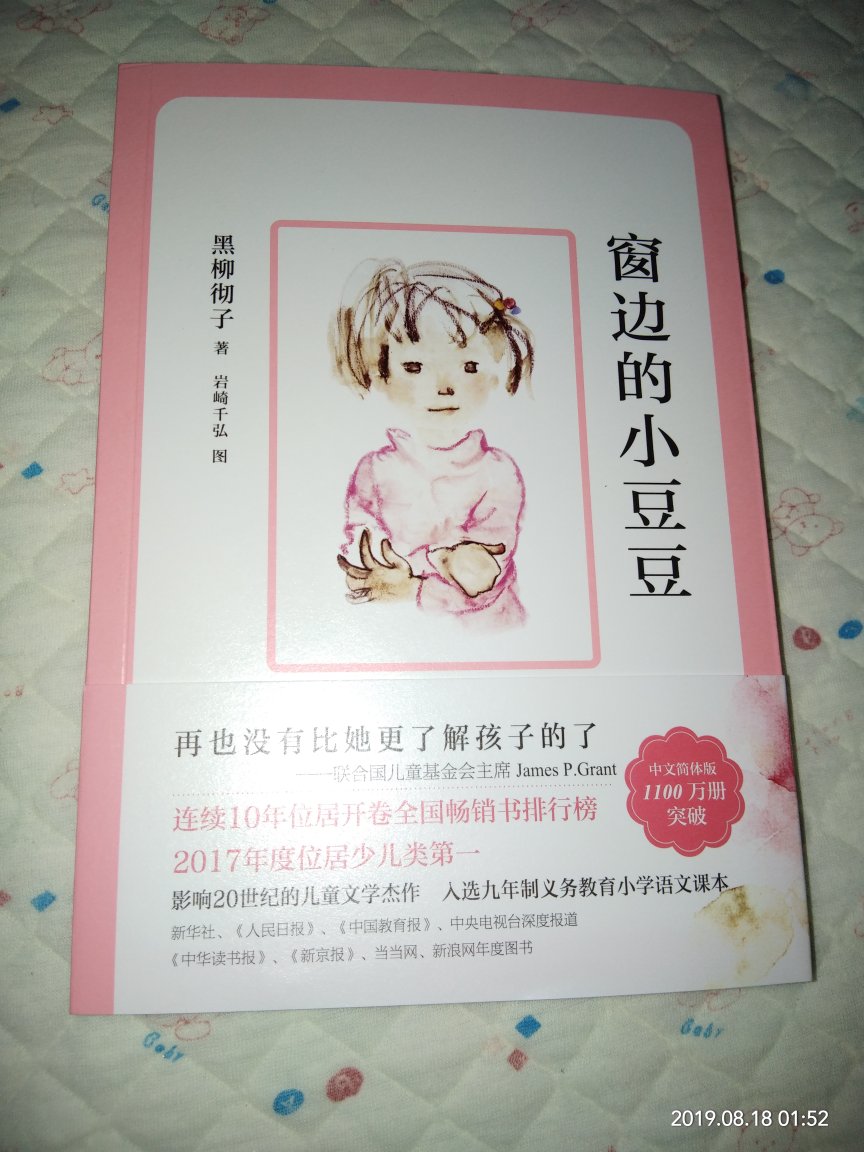 窗边的小豆豆
黑柳彻子 著 岩崎千弘 图
再也没有比她更了解孩子的了
——联合国儿童基金会主席 James P.Grant
中文简体版
1100 万册
突破
连续10年位居开卷全国畅销书排行榜
2017年度位居少儿类第一
影响20世纪的儿童文学杰作 入选九年制义务教育小学语文课本
新华社、《人民日报》、《中国教育报》、中央电视台深度报道
《中华读书报》、《新京报》、当当网、新浪网年度图书
Baby
Baby
2019.08.18 01:52